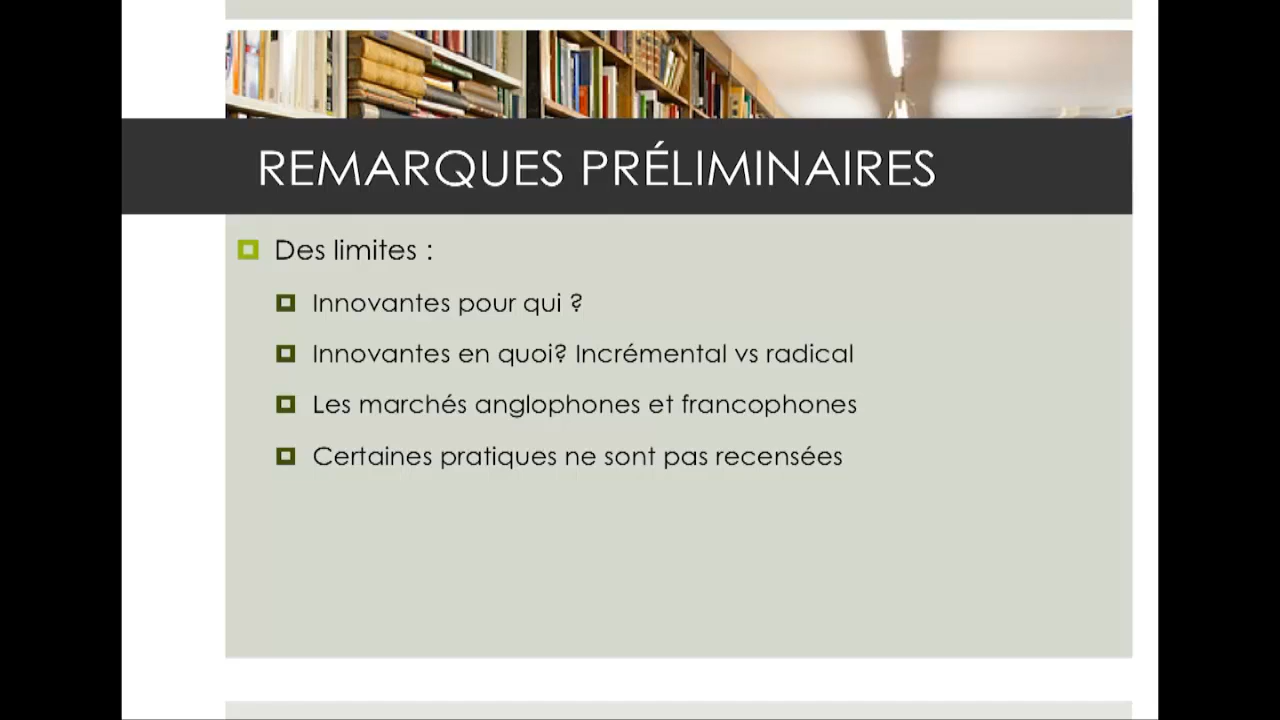 REMARQUES PRÉLIMINAIRES
Des limites :
Innovantes pour qui ?
Innovantes en quoi? Incrémental vs radical
Les marchés anglophones et francophones
Certaines pratiques ne sont pas recensées